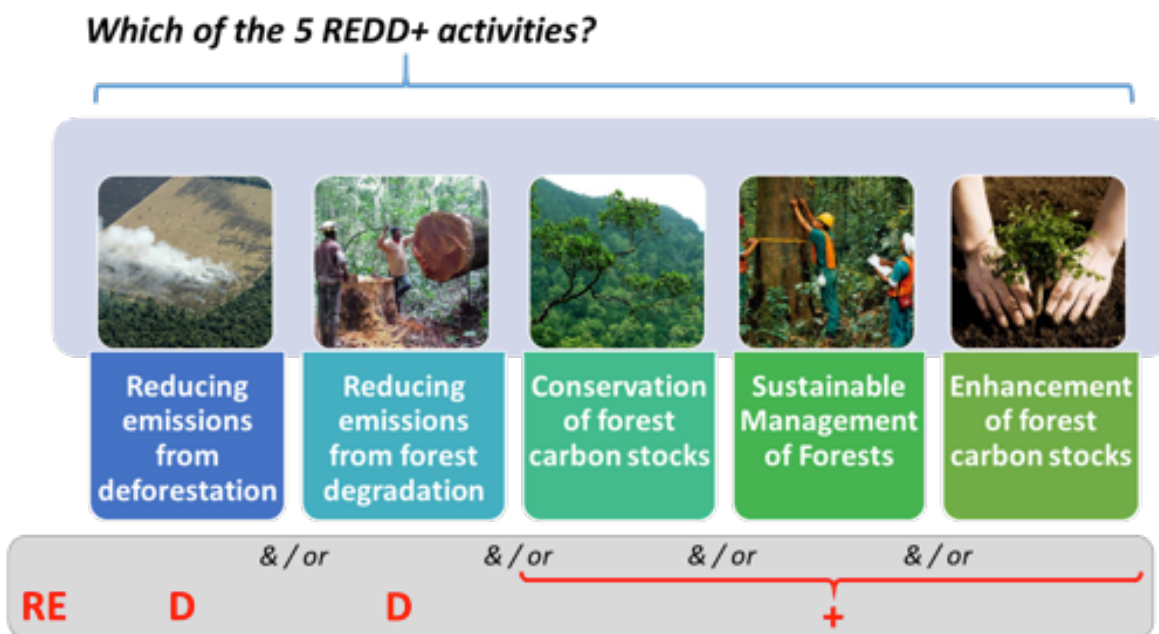 Which of the 5 REDD+ activities?
Reducing
emissions
from
deforestation
Reducing
emissions
from forest
degradation
Conservation
of forest
carbon stocks
Sustainable
Management
of Forests
Enhancement
of forest
carbon stocks
& / or
& / or
& / or
& / or
RE
D
D
+